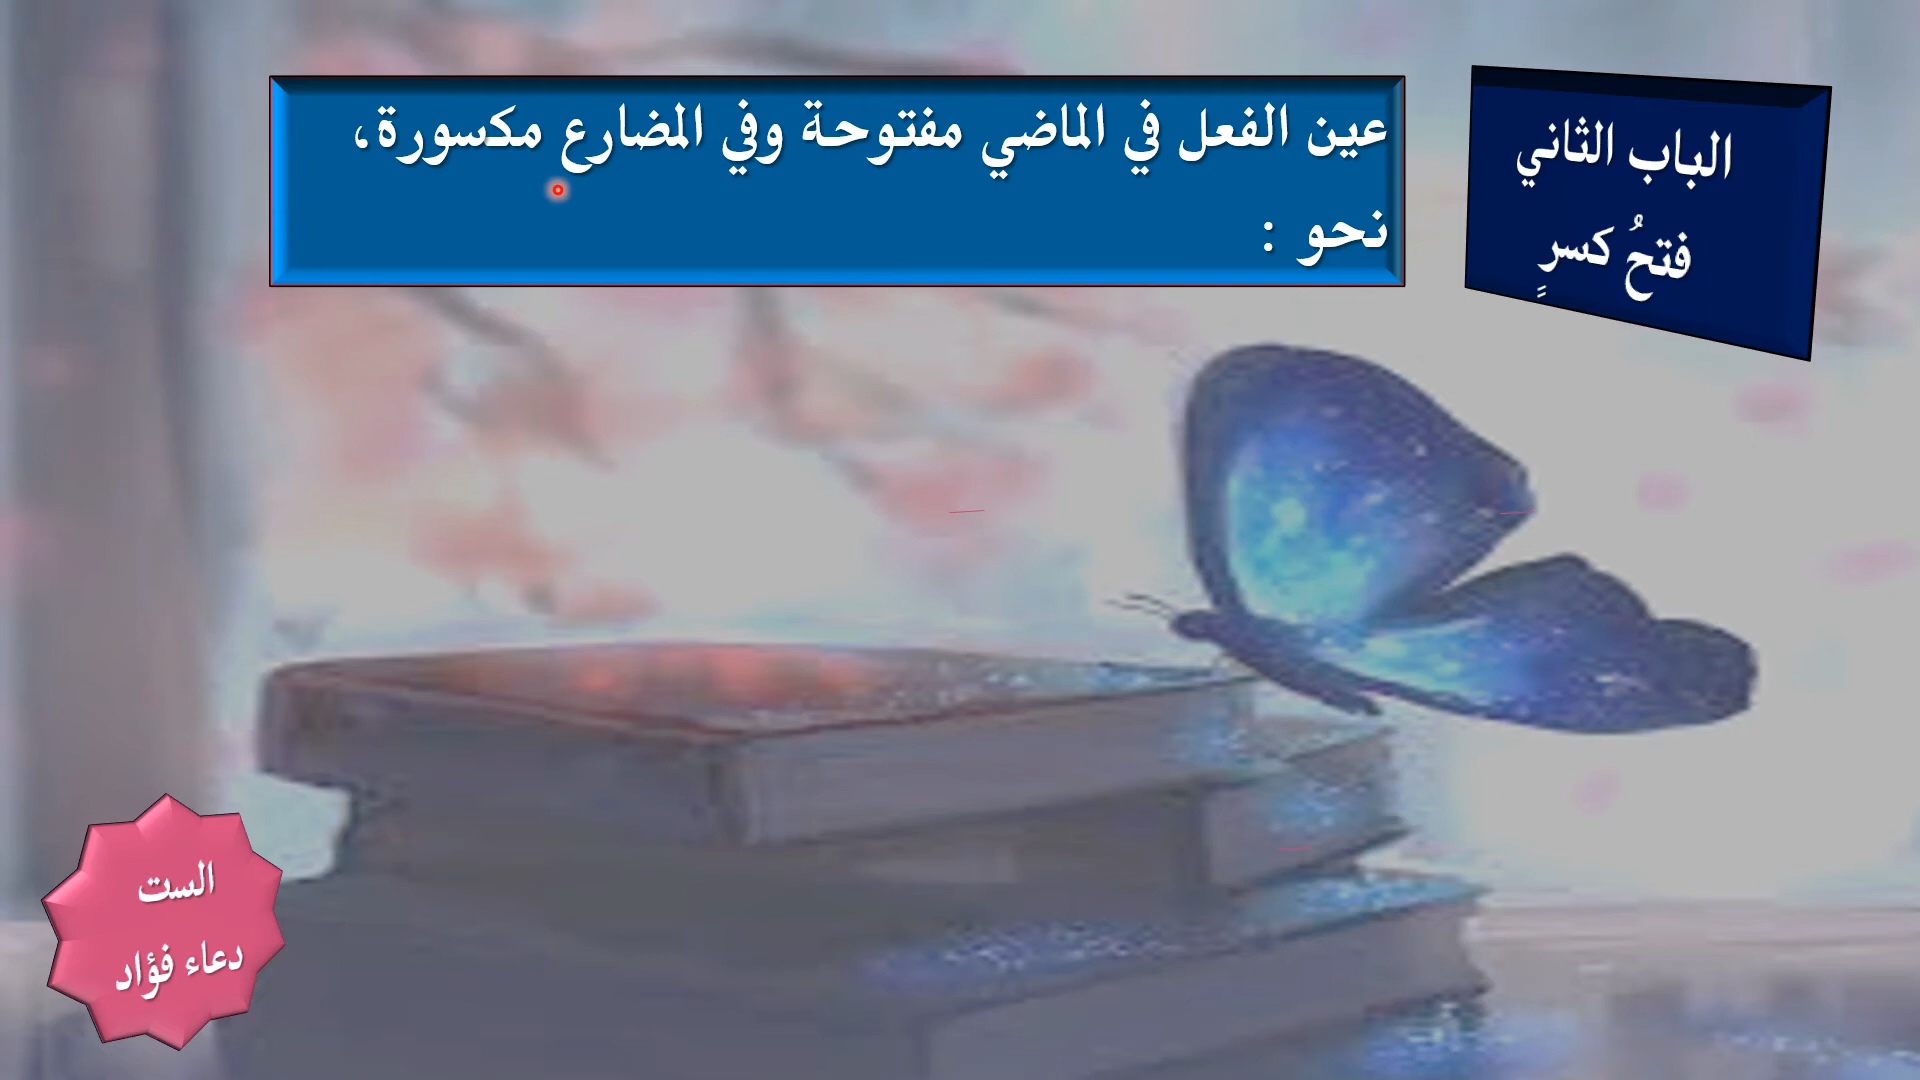 الباب الثاني
فتحُ كسرٍ
عين الفعل في الماضي مفتوحة وفي المضارع مكسورة،
نحو :
الست
دعاء فؤاد